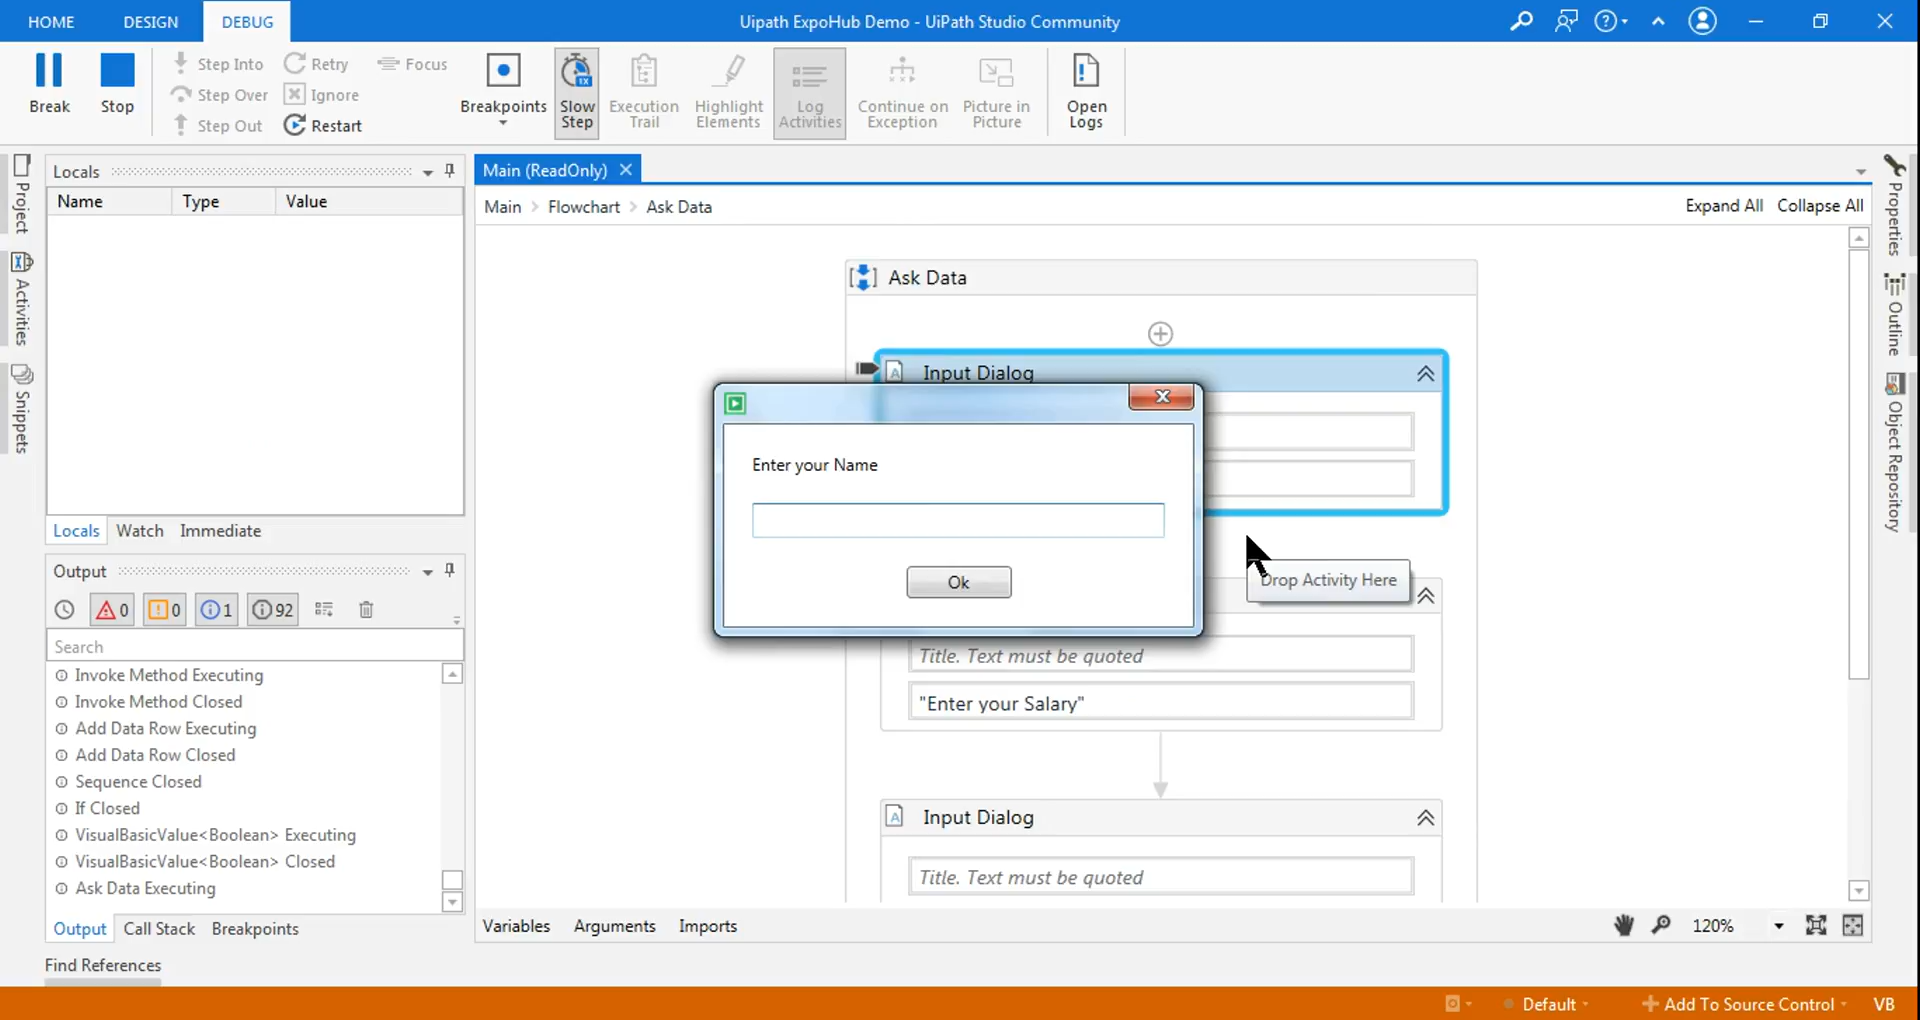 HOME
DESIGN
DEBUG
Uipath ExpoHub Demo - UiPath Studio Community
Break
Stop
Step Into
Step Over
Step Out
Retry
Ignore
Restart
Focus
Breakpoints
Slow
Step
1X
Execution
Trail
Highlight
Elements
Log
Activities
Continue on
Exception
Picture in
Picture
Open
Logs
Project
Activities
Snippets
Locals
Name
Type
Value
Locals
Watch
Immediate
Output
0
0
1
92
Search
Invoke Method Executing
Invoke Method Closed
Add Data Row Executing
Add Data Row Closed
Sequence Closed
If Closed
VisualBasicValue<Boolean> Executing
VisualBasicValue<Boolean> Closed
Ask Data Executing
Output
Call Stack
Breakpoints
Find References
Main (ReadOnly)
Main > Flowchart > Ask Data
Expand All
Collapse All
Ask Data
Input Dialog
Enter your Name
Ok
Drop Activity Here
Title. Text must be quoted
"Enter your Salary"
Input Dialog
Title. Text must be quoted
Variables
Arguments
Imports
120%
Properties
Outline
Object Repository
Default
Add To Source Control
VB